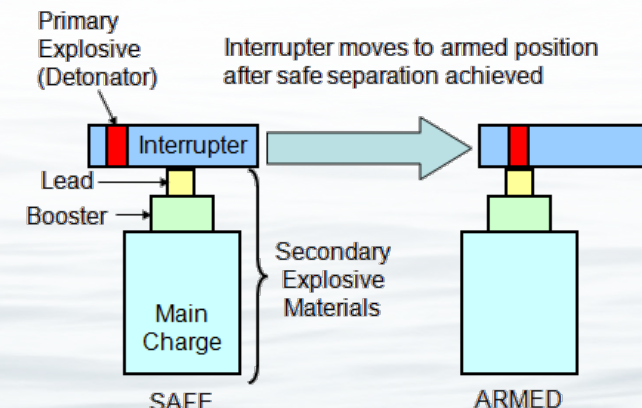 Primary
Explosive
(Detonator)
Interrupter moves to armed position
after safe separation achieved
Interrupter
Lead
Booster
Secondary
Explosive
Materials
Main
Charge
SAFE
ARMED